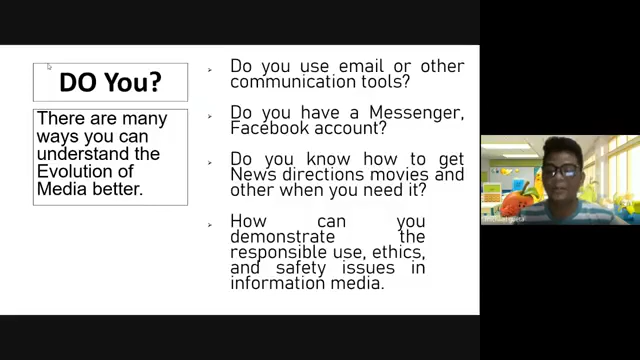 DO You?
There are many
ways you can
understand the
Evolution of
Media better.
Do you use email or other
communication tools?
Do you have a Messenger,
Facebook account?
Do you know how to get
News directions movies and
other when you need it?
How can you
demonstrate the
responsible use, ethics,
and safety issues in
information media.